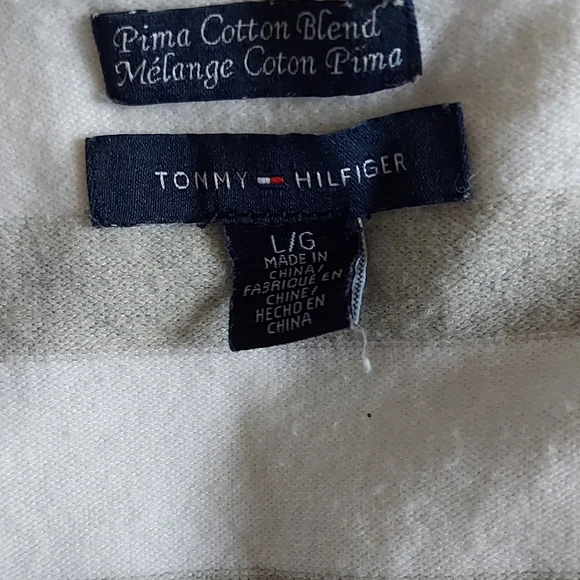 Pima Cotton Blend
Mélange Coton Pima
TOMMY HILFIGER
L/G
MADE IN
CHINA/
FABRIQUÉ EN
CHINE/
HECHO EN
CHINA